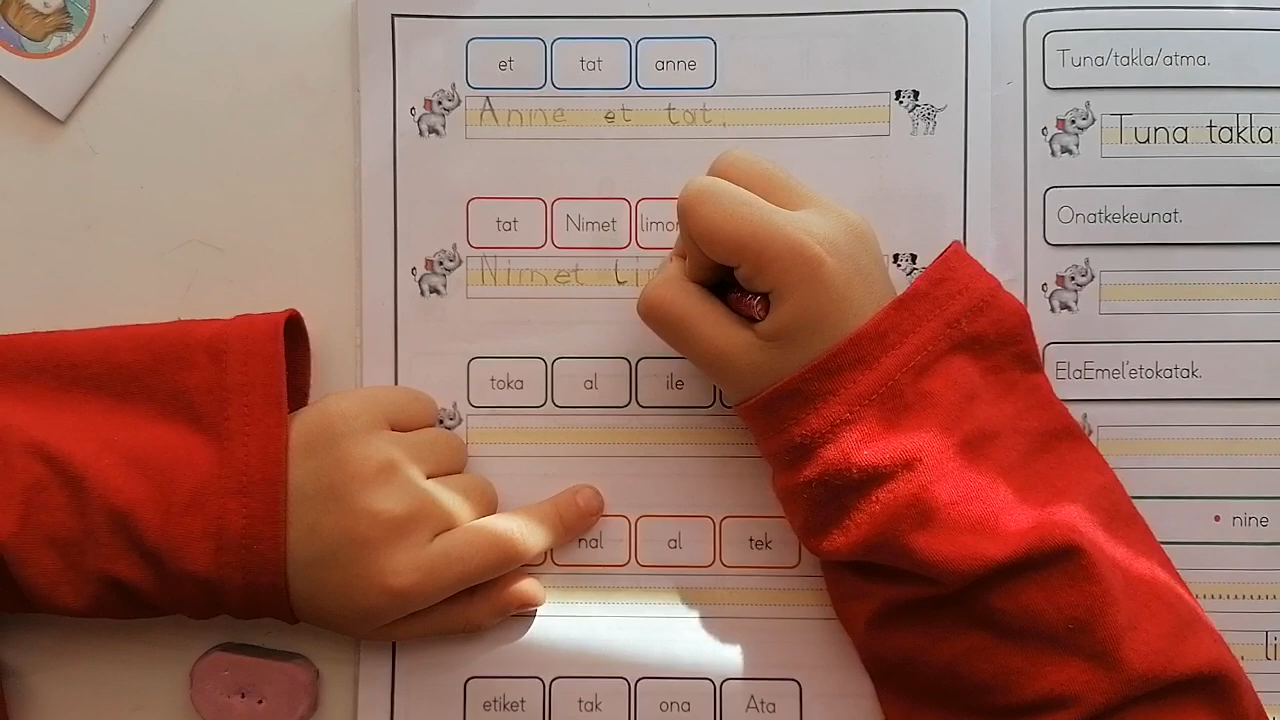 et tat anne
Anne et tat.
tat Nimet
Nimet
toka al ile
nal al tek
etiket tak ona Ata
Tuna/takla/atma.
Tuna takla
Onatkekeunat.
ElaEmel'etokatak.
nine